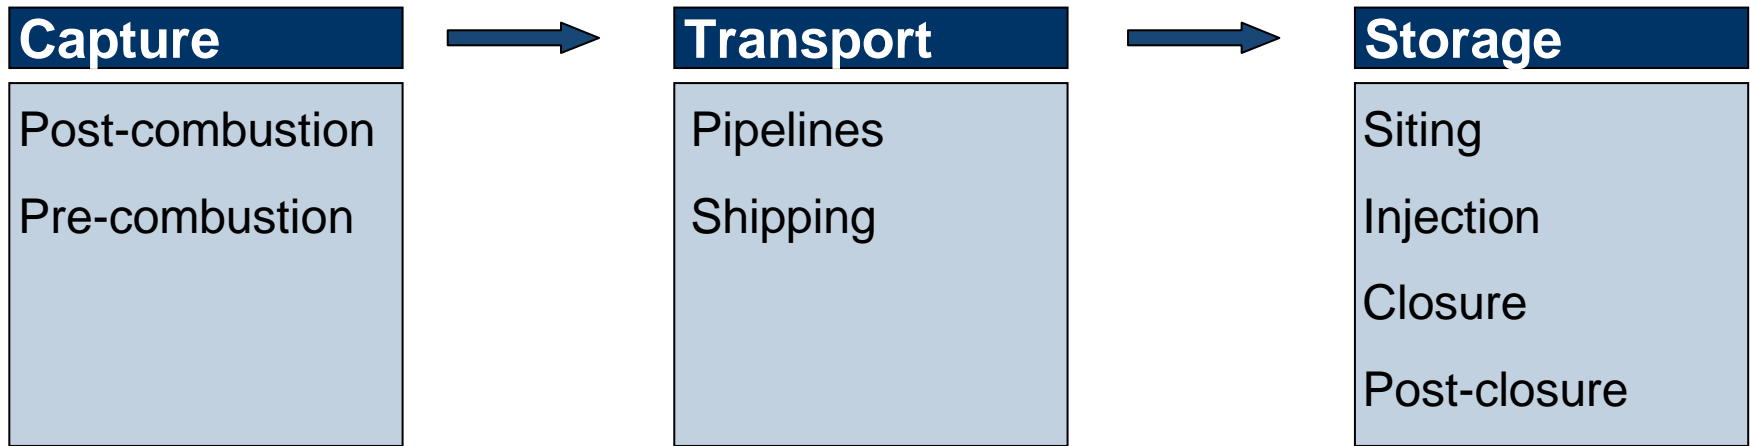 Capture
Transport
Storage
Post-combustion
Pre-combustion
Pipelines
Shipping
Siting
Injection
Closure
Post-closure